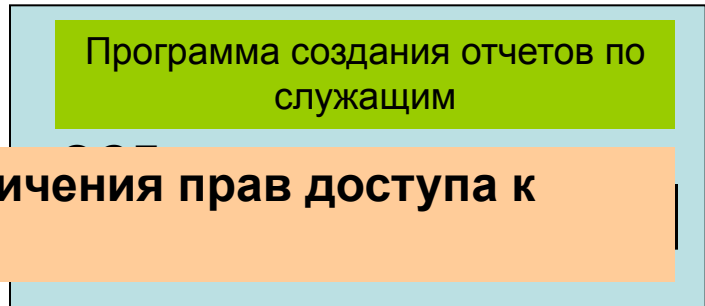 Программа создания отчетов по
служащим
ичения прав доступа к